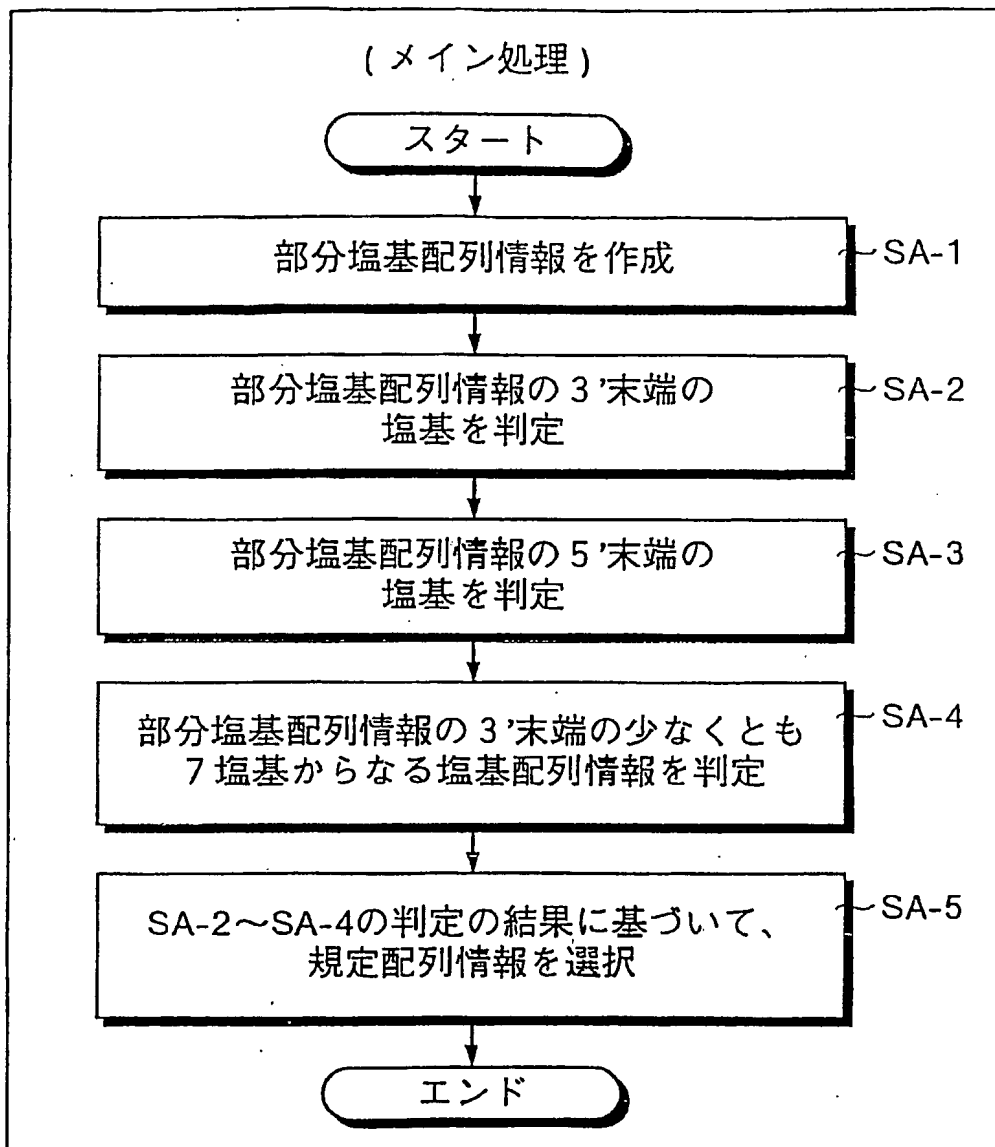 (メイン処理)
スタート
部分塩基配列情報を作成
SA-1
部分塩基配列情報の3'末端の
塩基を判定
SA-2
部分塩基配列情報の5'末端の
塩基を判定
SA-3
部分塩基配列情報の3'末端の少なくとも
7塩基からなる塩基配列情報を判定
SA-4
SA-2〜SA-4の判定の結果に基づいて、
規定配列情報を選択
SA-5
エンド